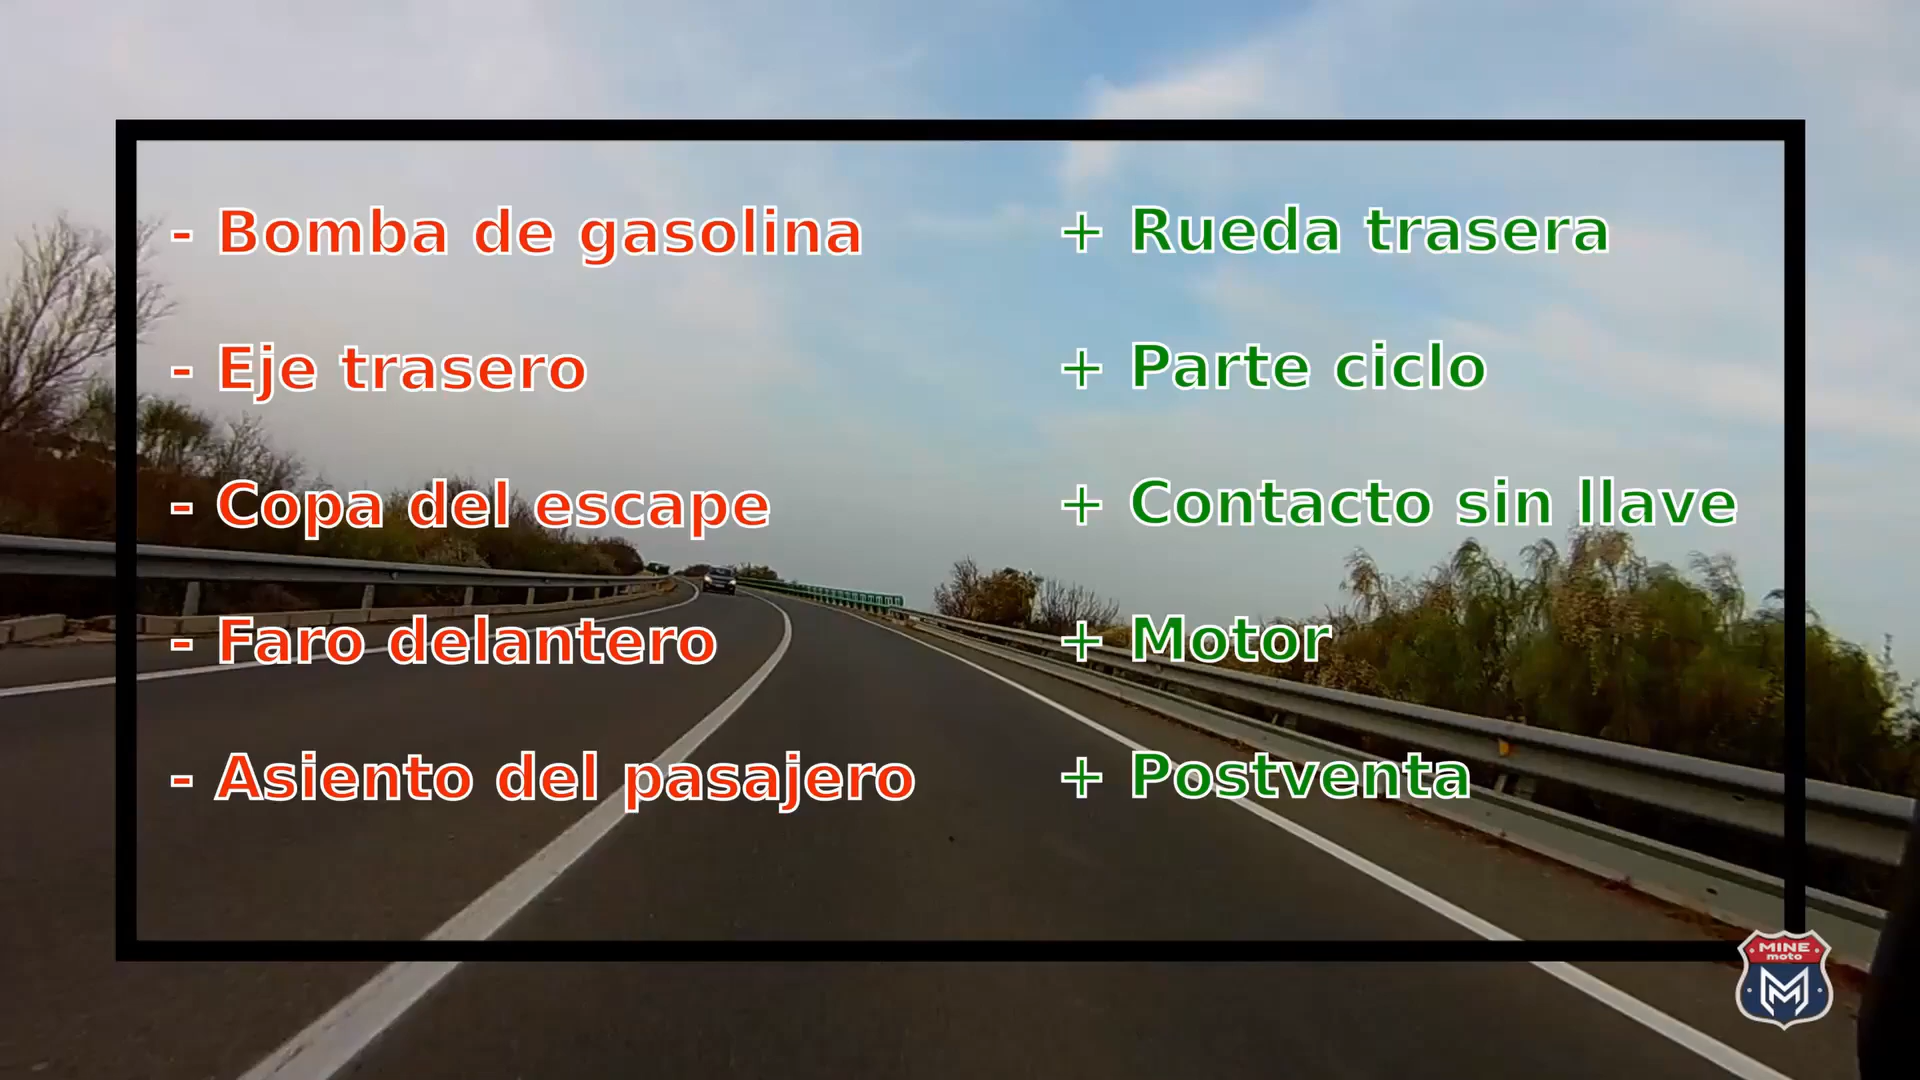 - Bomba de gasolina
- Eje trasero
- Copa del escape
- Faro delantero
- Asiento del pasajero
+ Rueda trasera
+ Parte ciclo
+ Contacto sin llave
+ Motor
+ Postventa
MINE
moto
M